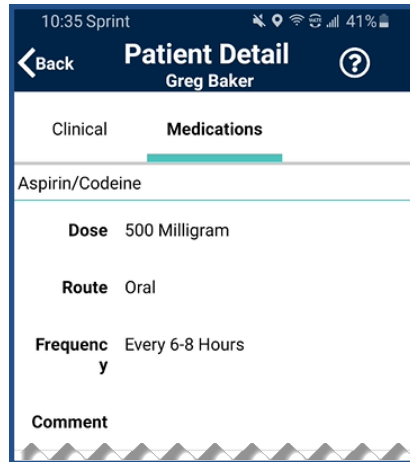 10:35 Sprint 41%
Back Patient Detail ?
Greg Baker
Clinical Medications
Aspirin/Codeine
Dose 500 Milligram
Route Oral
Frequenc Every 6-8 Hours
y
Comment